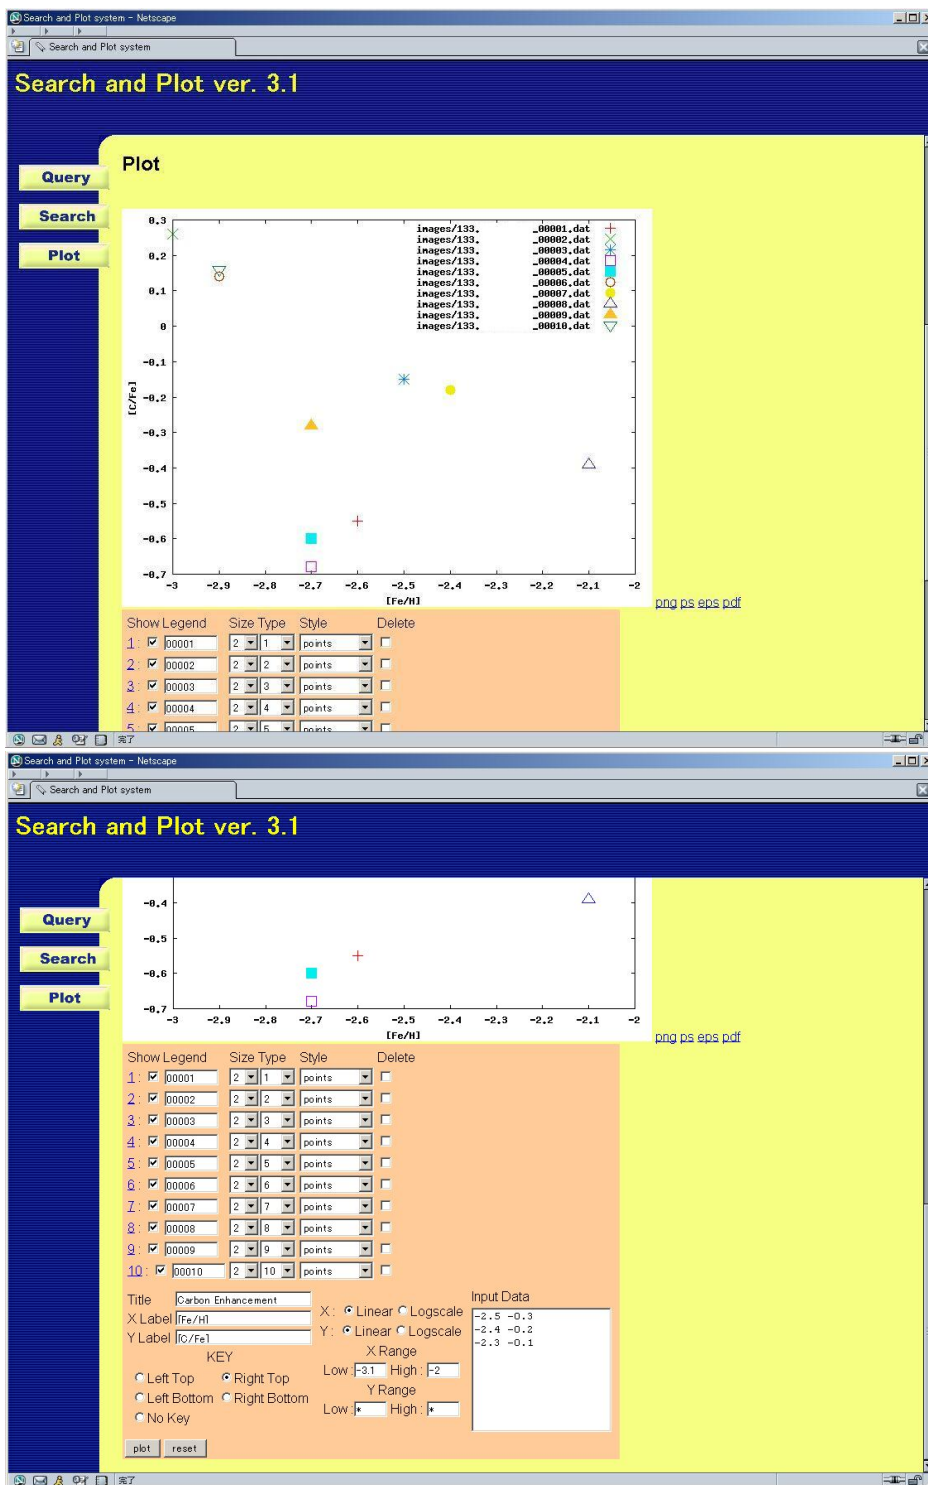 Search and Plot system - Netscape
Search and Plot system
Search and Plot ver. 3.1
Query
Search
Plot
Plot
0.3
0.2
0.1
0
-0.1
-0.2
-0.3
-0.4
-0.5
-0.6
-0.7
[C/Fe]
images/133. _00001.dat
images/133. _00002.dat
images/133. _00003.dat
images/133. _00004.dat
images/133. _00005.dat
images/133. _00006.dat
images/133. _00007.dat
images/133. _00008.dat
images/133. _00009.dat
images/133. _00010.dat
-3 -2.9 -2.8 -2.7 -2.6 -2.5 -2.4 -2.3 -2.2 -2.1 -2
[Fe/H]
png ps eps pdf
Show Legend Size Type Style Delete
1: 00001 2 1 points
2: 00002 2 2 points
3: 00003 2 3 points
4: 00004 2 4 points
5: 00005 2 5 points
完了
Search and Plot system - Netscape
Search and Plot system
Search and Plot ver. 3.1
Query
Search
Plot
-0.4
-0.5
-0.6
-0.7
-3 -2.9 -2.8 -2.7 -2.6 -2.5 -2.4 -2.3 -2.2 -2.1 -2
[Fe/H]
png ps eps pdf
Show Legend Size Type Style Delete
1: 00001 2 1 points
2: 00002 2 2 points
3: 00003 2 3 points
4: 00004 2 4 points
5: 00005 2 5 points
6: 00006 2 6 points
7: 00007 2 7 points
8: 00008 2 8 points
9: 00009 2 9 points
10: 00010 2 10 points
Title Carbon Enhancement
X Label [Fe/H]
Y Label [C/Fe]
KEY
Left Top Right Top
Left Bottom Right Bottom
No Key
X: Linear Logscale
Y: Linear Logscale
X Range
Low: -3.1 High: -2
Y Range
Low: * High: *
Input Data
-2.5 -0.3
-2.4 -0.2
-2.3 -0.1
plot reset
完了